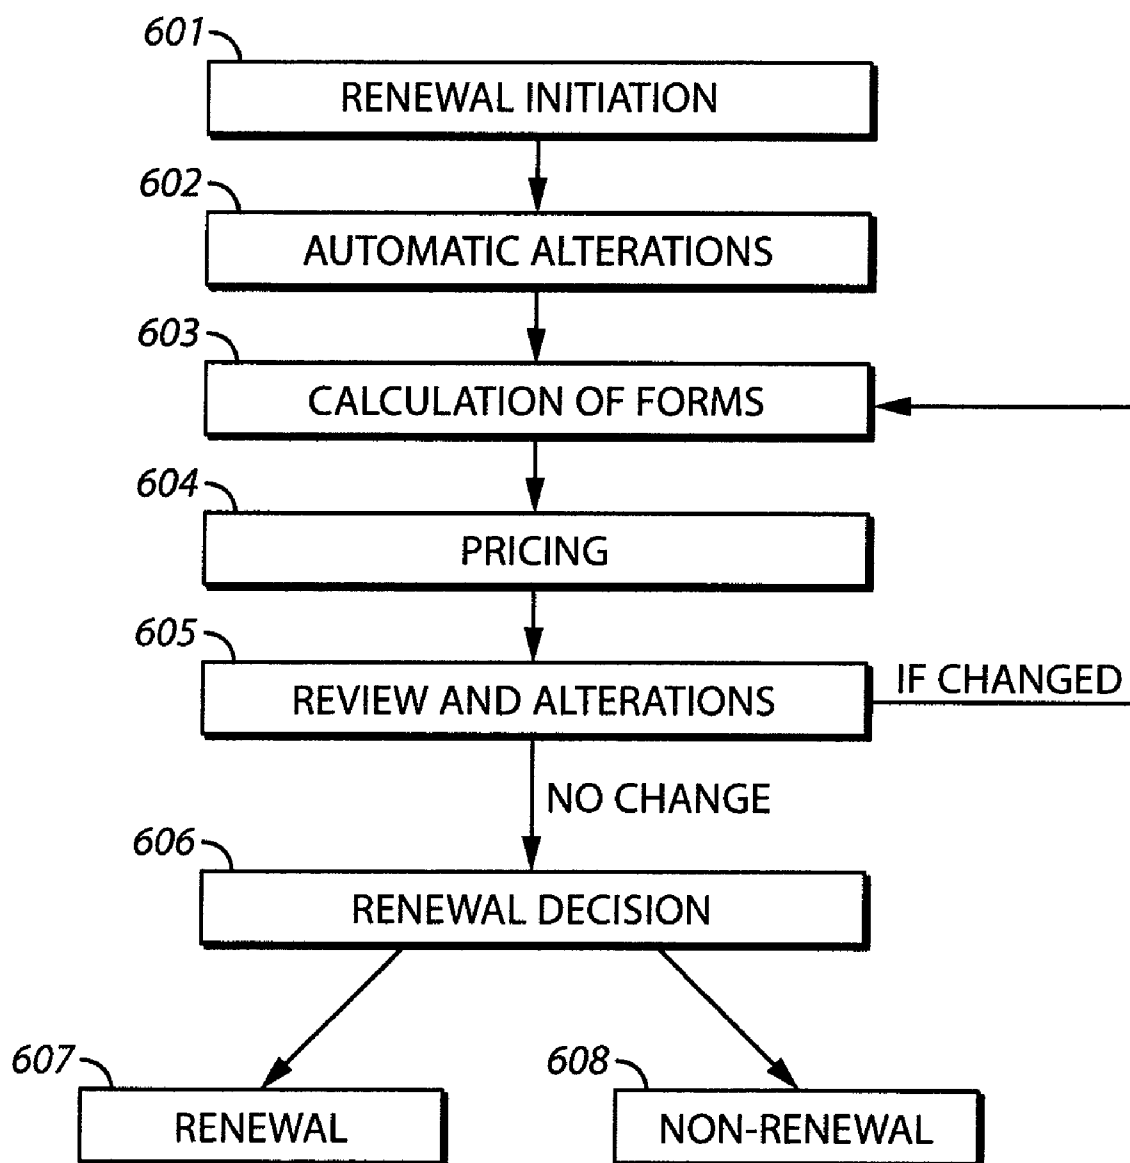 601
RENEWAL INITIATION
602
AUTOMATIC ALTERATIONS
603
CALCULATION OF FORMS
604
PRICING
605
REVIEW AND ALTERATIONS
IF CHANGED
NO CHANGE
606
RENEWAL DECISION
607
RENEWAL
608
NON-RENEWAL